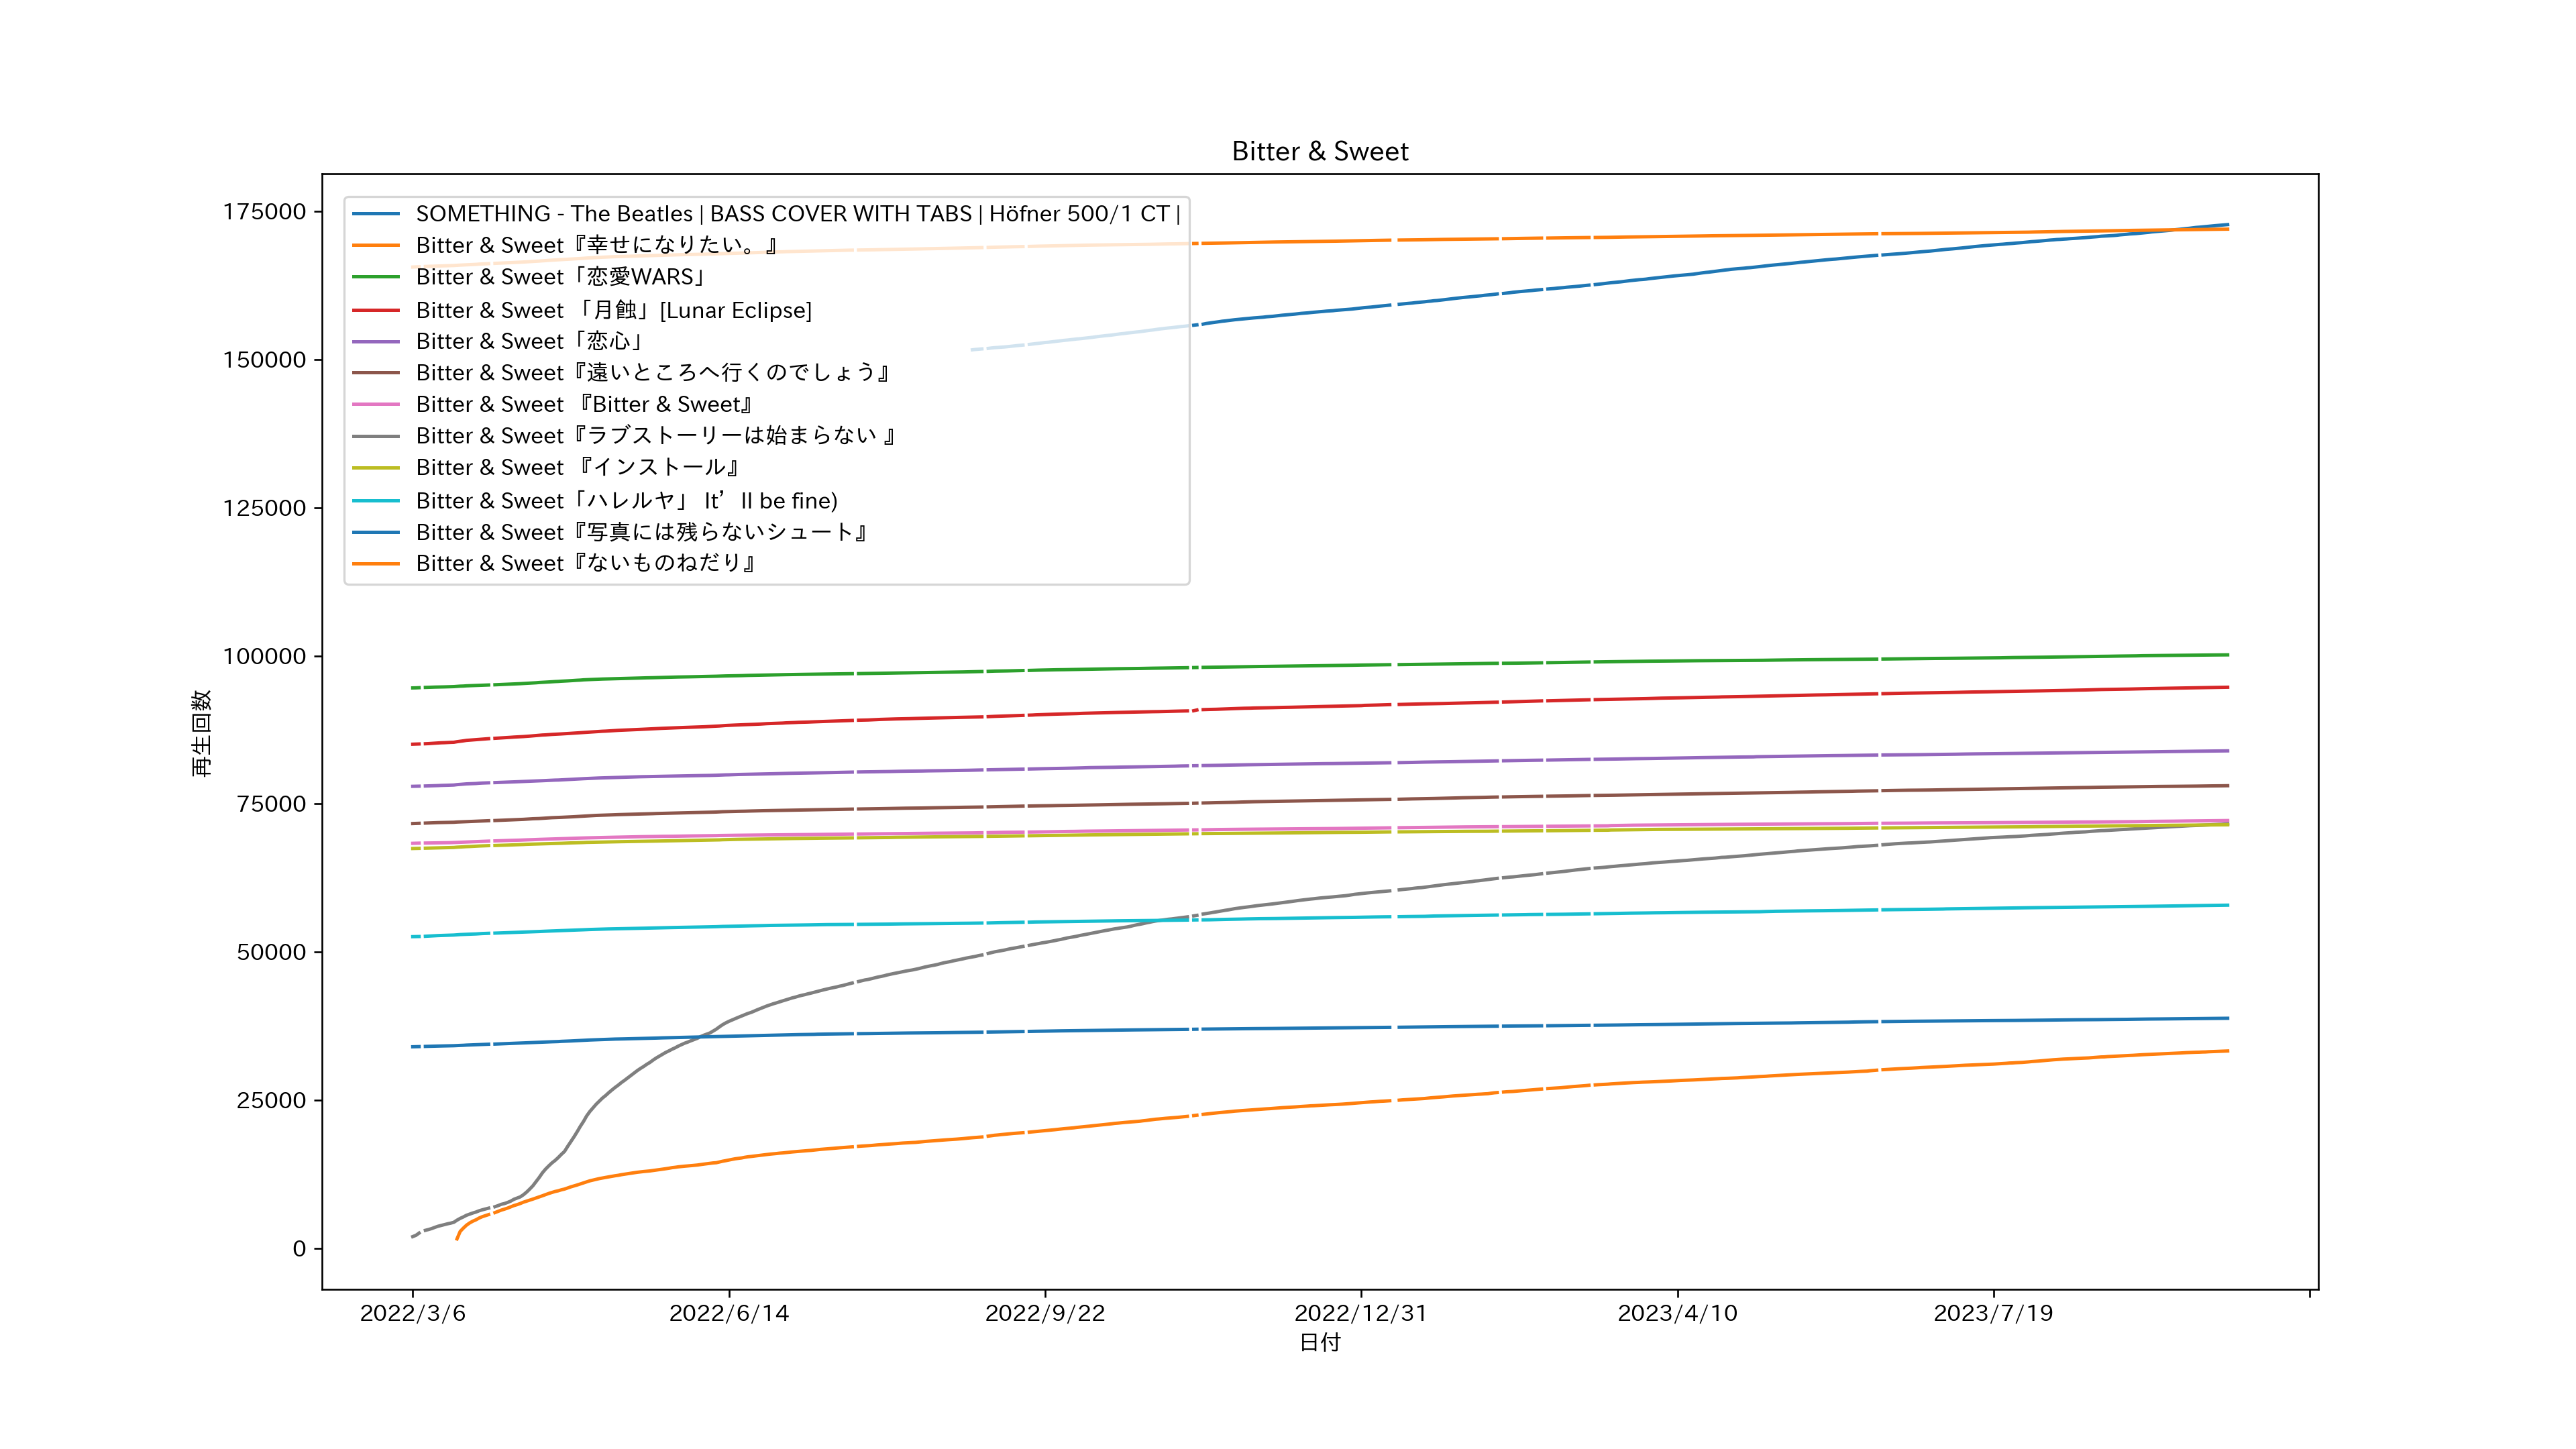 Bitter & Sweet
175000
150000
125000
100000
75000
50000
25000
0
再生回数
SOMETHING - The Beatles | BASS COVER WITH TABS | Höfner 500/1 CT |
Bitter & Sweet『幸せになりたい。』
Bitter & Sweet「恋愛WARS」
Bitter & Sweet 「月蝕」[Lunar Eclipse]
Bitter & Sweet「恋心」
Bitter & Sweet『遠いところへ行くのでしょう』
Bitter & Sweet 『Bitter & Sweet』
Bitter & Sweet『ラブストーリーは始まらない 』
Bitter & Sweet 『インストール』
Bitter & Sweet「ハレルヤ」 It’ll be fine)
Bitter & Sweet『写真には残らないシュート』
Bitter & Sweet『ないものねだり』
2022/3/6 2022/6/14 2022/9/22 2022/12/31 2023/4/10 2023/7/19
日付